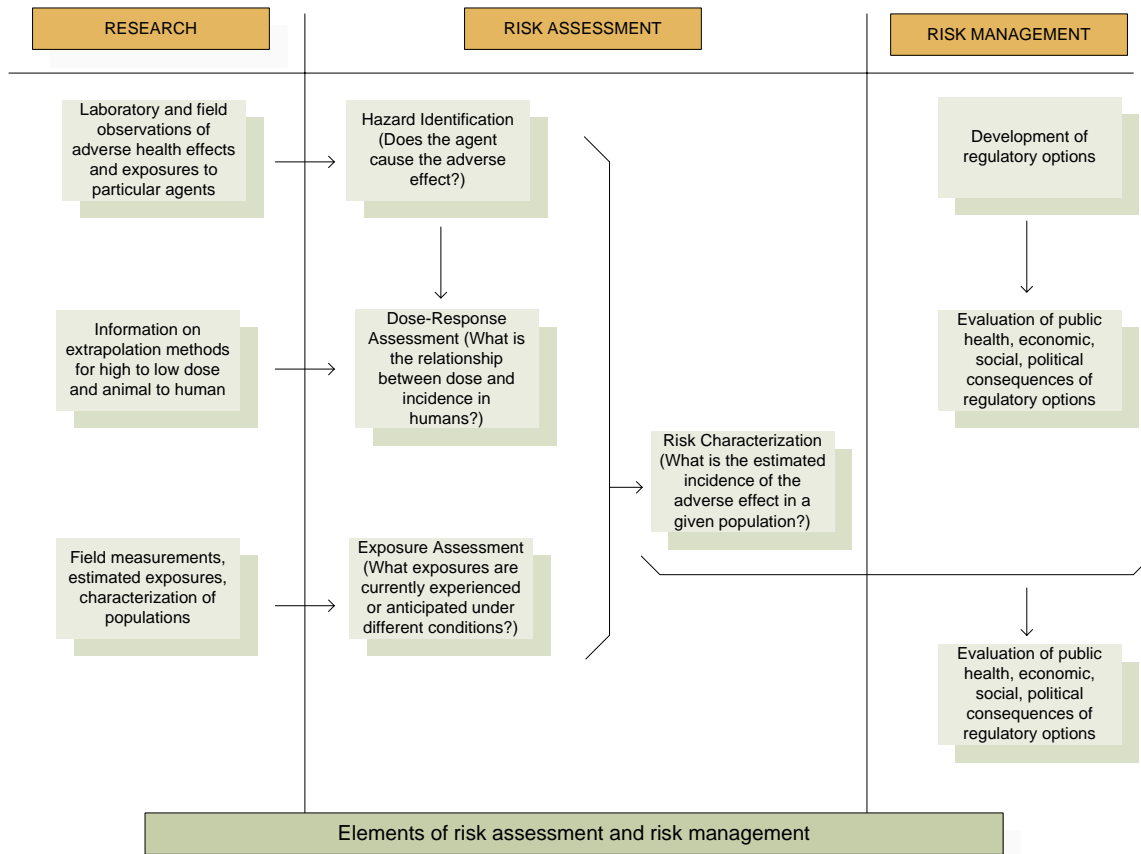 RESEARCH
RISK ASSESSMENT
RISK MANAGEMENT
Laboratory and field
observations of
adverse health effects
and exposures to
particular agents
Hazard Identification
(Does the agent
cause the adverse
effect?)
Development of
regulatory options
Information on
extrapolation methods
for high to low dose
and animal to human
Dose-Response
Assessment (What is
the relationship
between dose and
incidence in
humans?)
Evaluation of public
health, economic,
social, political
consequences of
regulatory options
Risk Characterization
(What is the estimated
incidence of the
adverse effect in a
given population?)
Field measurements,
estimated exposures,
characterization of
populations
Exposure Assessment
(What exposures are
currently experienced
or anticipated under
different conditions?)
Evaluation of public
health, economic,
social, political
consequences of
regulatory options
Elements of risk assessment and risk management